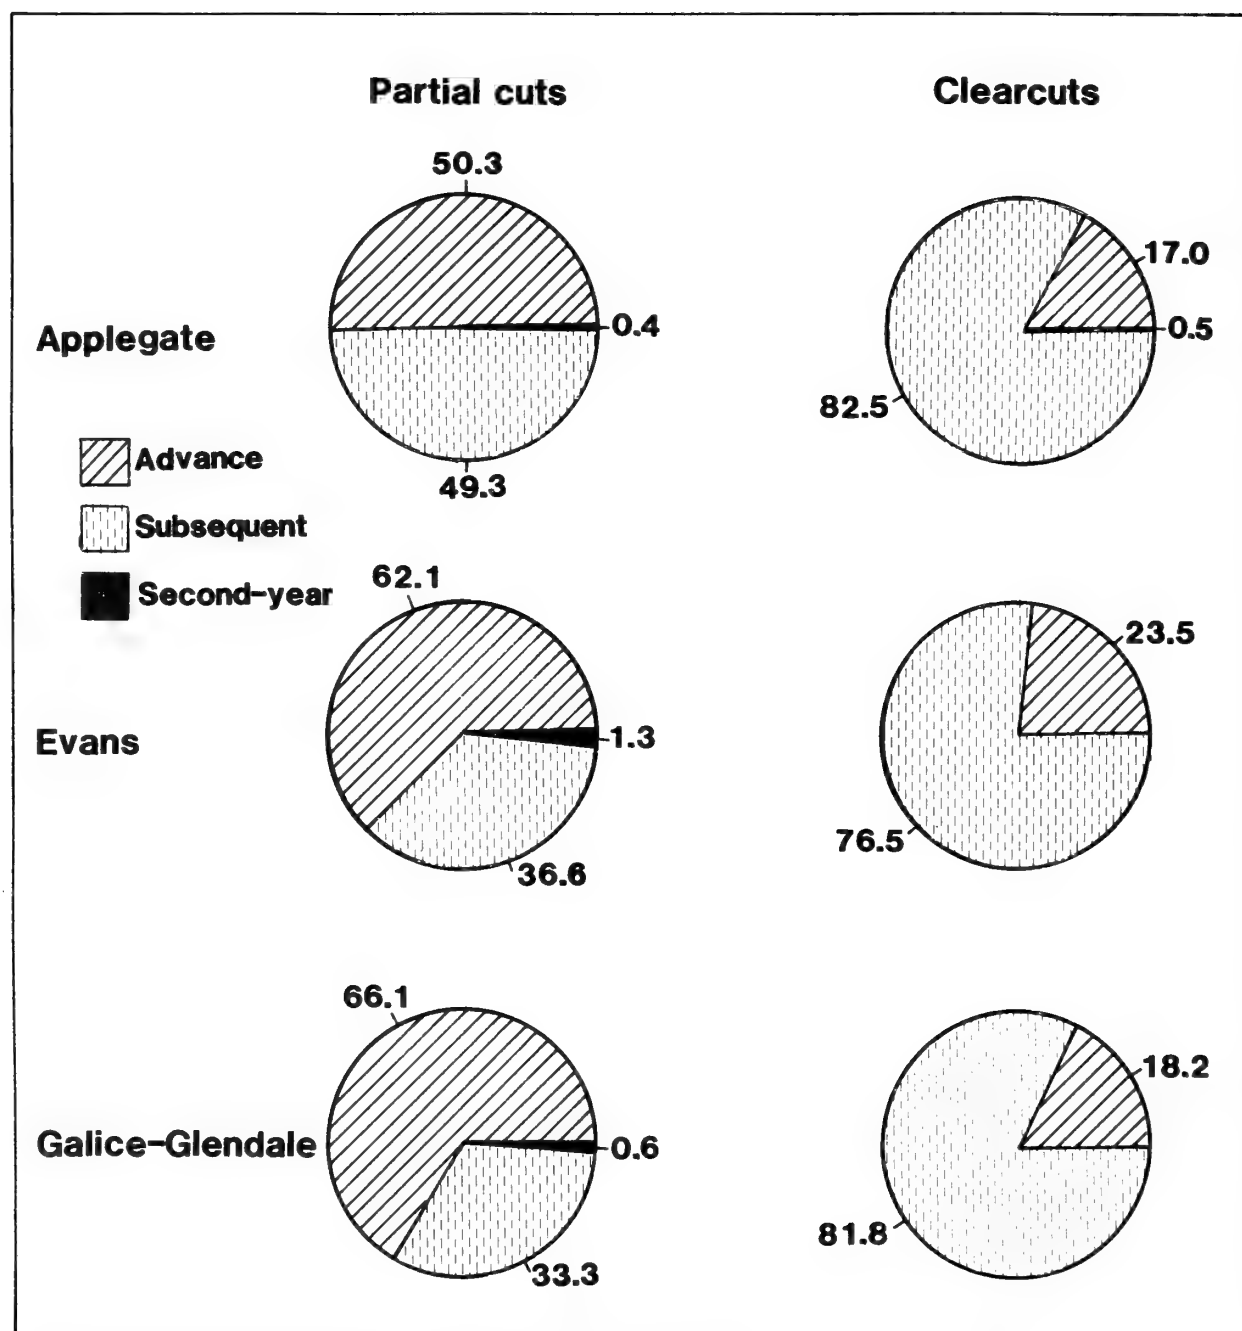 Partial cuts
Clearcuts
50.3
17.0
Applegate
0.4
0.5
82.5
49.3
Advance
Subsequent
Second-year
62.1
23.5
Evans
1.3
76.5
36.6
66.1
18.2
Galice-Glendale
0.6
81.8
33.3